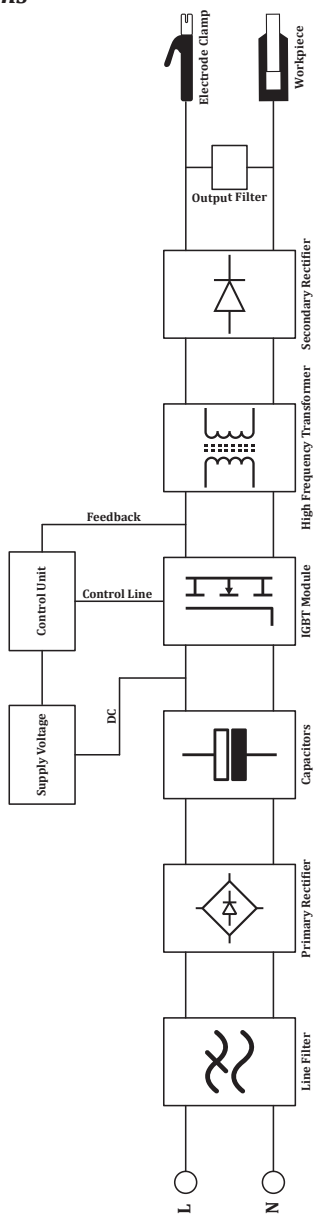 Electrode Clamp
Workpiece
Output Filter
Secondary Rectifier
High Frequency Transformer
Feedback
Control Unit
Control Line
IGBT Module
Supply Voltage
DC
Capacitors
Primary Rectifier
Line Filter
L
N